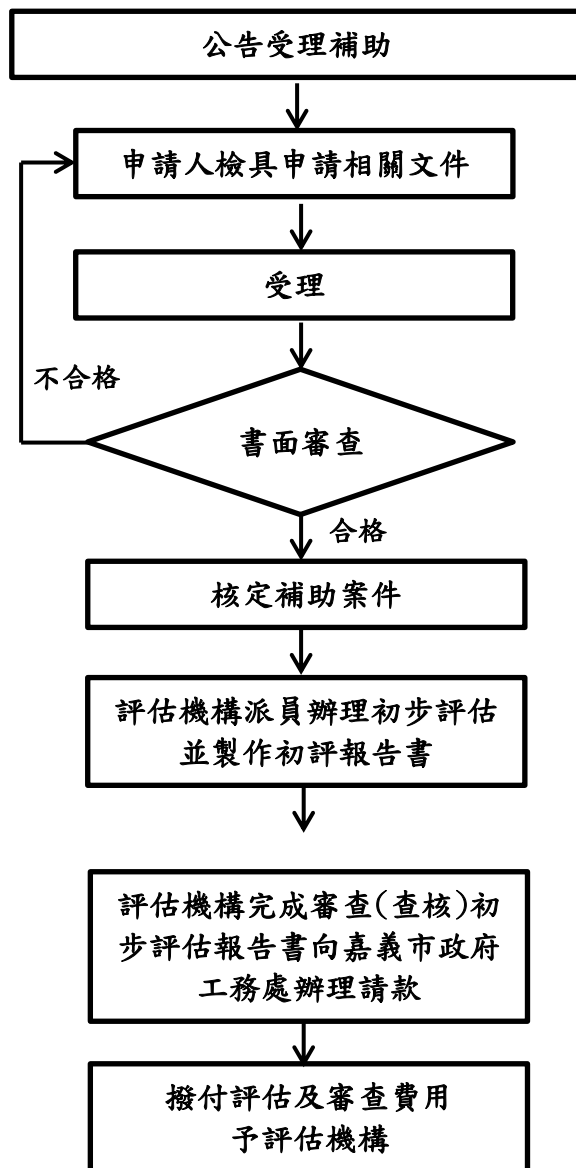 公告受理補助
申請人檢具申請相關文件
受理
不合格
書面審查
合格
核定補助案件
評估機構派員辦理初步評估
並製作初評報告書
評估機構完成審查(查核)初
步評估報告書向嘉義市政府
工務處辦理請款
撥付評估及審查費用
予評估機構